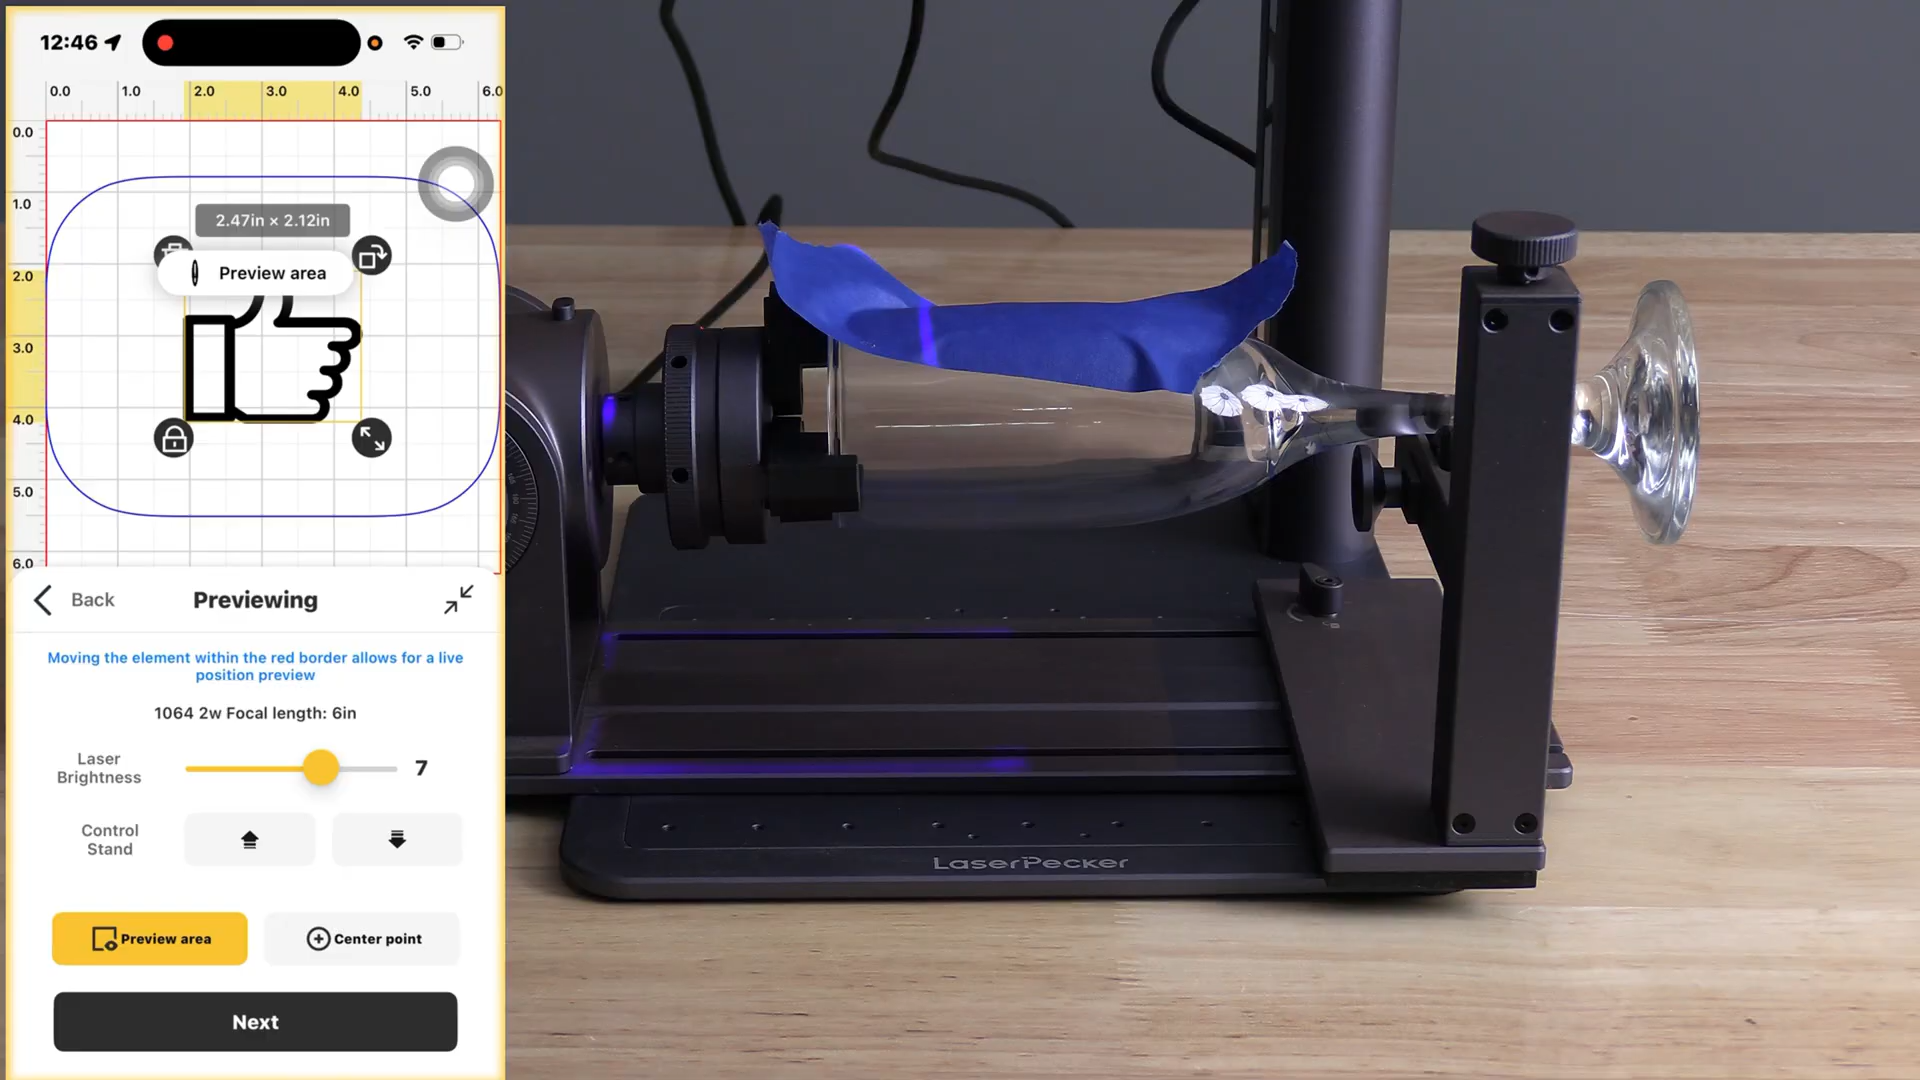 12:46
0.0 1.0 2.0 3.0 4.0 5.0 6.0
0.0
1.0
2.0
3.0
4.0
5.0
6.0
2.47in × 2.12in
Preview area
Back
Previewing
Moving the element within the red border allows for a live
position preview
1064 2w Focal length: 6in
Laser
Brightness
7
Control
Stand
Preview area
Center point
Next
LaserPecker